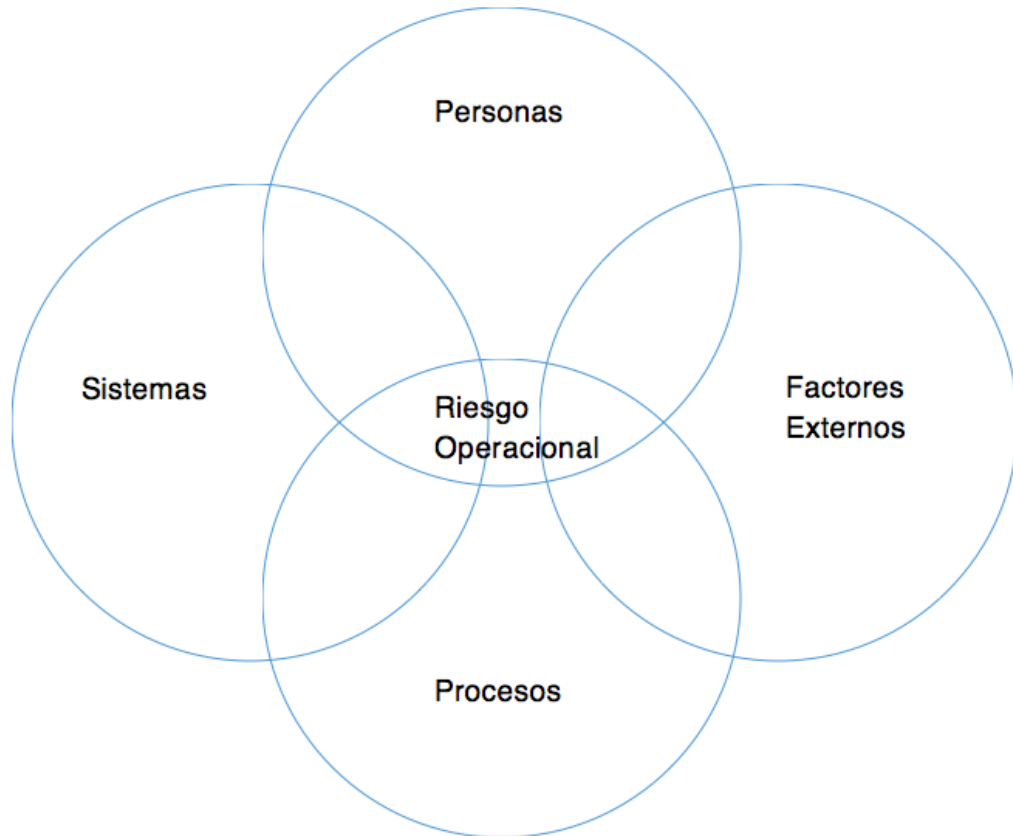 Personas
Sistemas
Riesgo
Operacional
Factores
Externos
Procesos